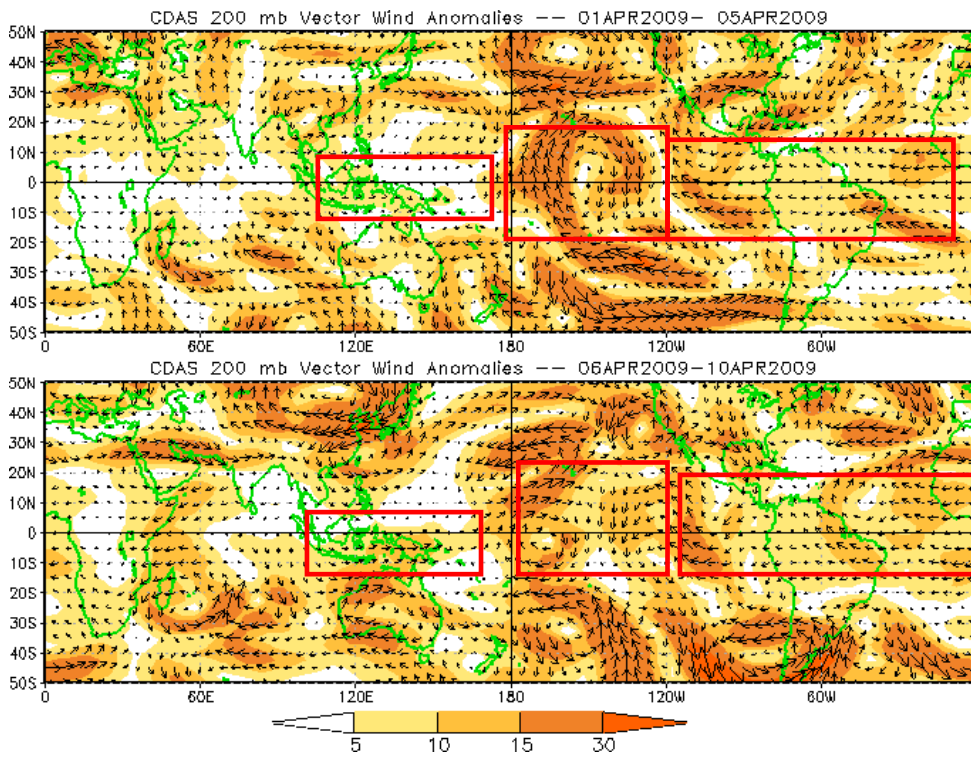 CDAS 200 mb Vector Wind Anomalies -- 01APR2009- 05APR2009
50N
40N
30N
20N
10N
0
10S
20S
30S
40S
50S
0 60E 120E 180 120W 60W
CDAS 200 mb Vector Wind Anomalies -- 06APR2009-10APR2009
50N
40N
30N
20N
10N
0
10S
20S
30S
40S
50S
0 60E 120E 180 120W 60W
5 10 15 30